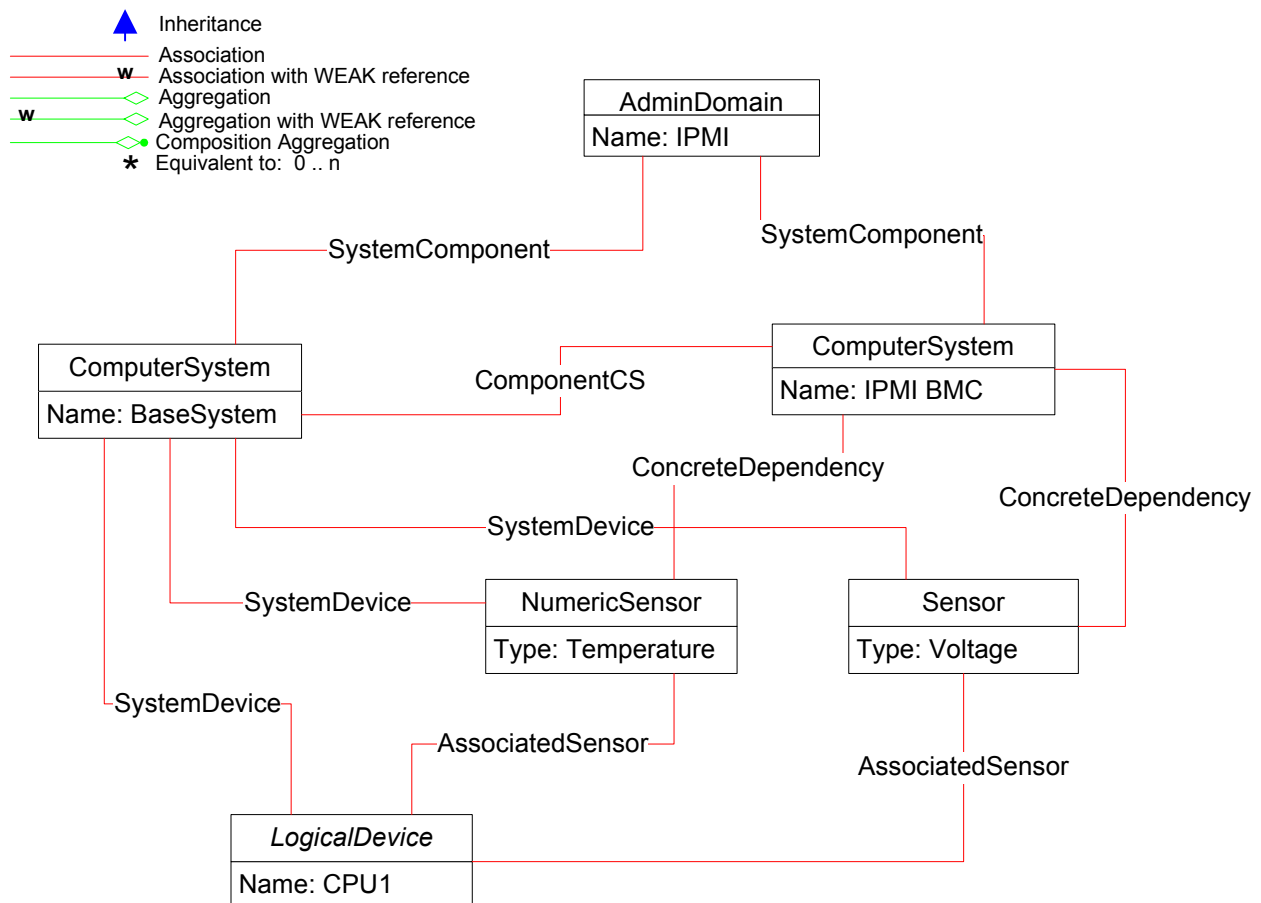 Inheritance
Association
w
Association with WEAK reference
Aggregation
w
Aggregation with WEAK reference
Composition Aggregation
* Equivalent to: 0 .. n
AdminDomain
Name: IPMI
SystemComponent
SystemComponent
ComputerSystem
Name: BaseSystem
ComponentCS
ComputerSystem
Name: IPMI BMC
ConcreteDependency
ConcreteDependency
SystemDevice
SystemDevice
NumericSensor
Type: Temperature
Sensor
Type: Voltage
SystemDevice
AssociatedSensor
AssociatedSensor
LogicalDevice
Name: CPU1